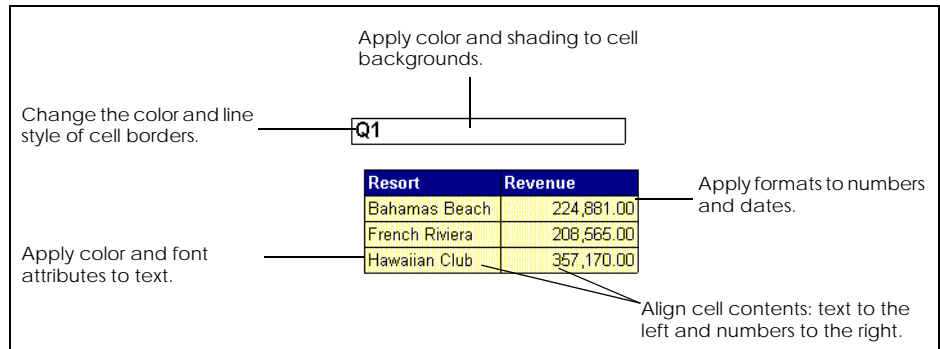 Apply color and shading to cell
backgrounds.
Change the color and line
style of cell borders.
Q1
Resort Revenue
Bahamas Beach 224,881.00
French Riviera 208,565.00
Hawaiian Club 357,170.00
Apply formats to numbers
and dates.
Apply color and font
attributes to text.
Align cell contents: text to the
left and numbers to the right.